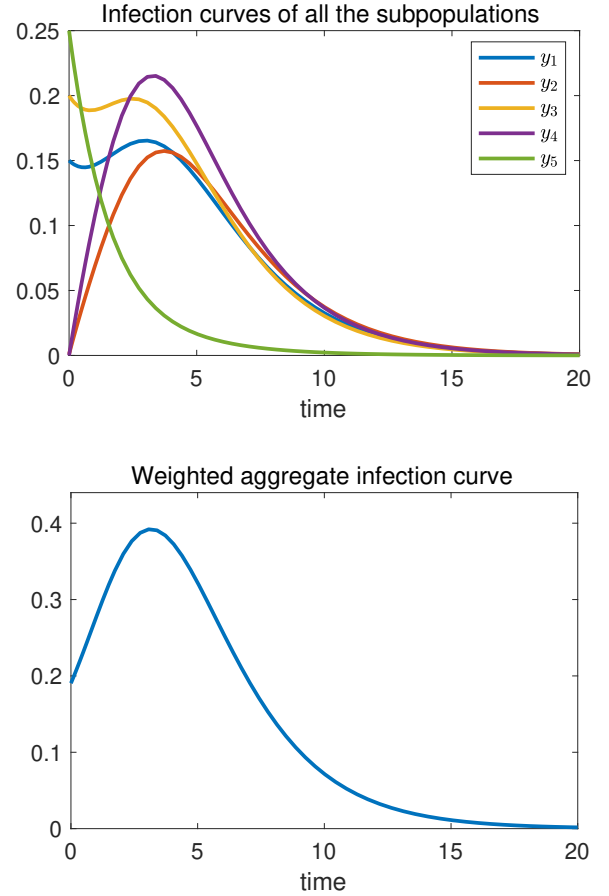 Infection curves of all the subpopulations
0.25
0.2
0.15
0.1
0.05
0
y₁
y₂
y₃
y₄
y₅
0 5 10 15 20
time
Weighted aggregate infection curve
0.4
0.3
0.2
0.1
0
0 5 10 15 20
time